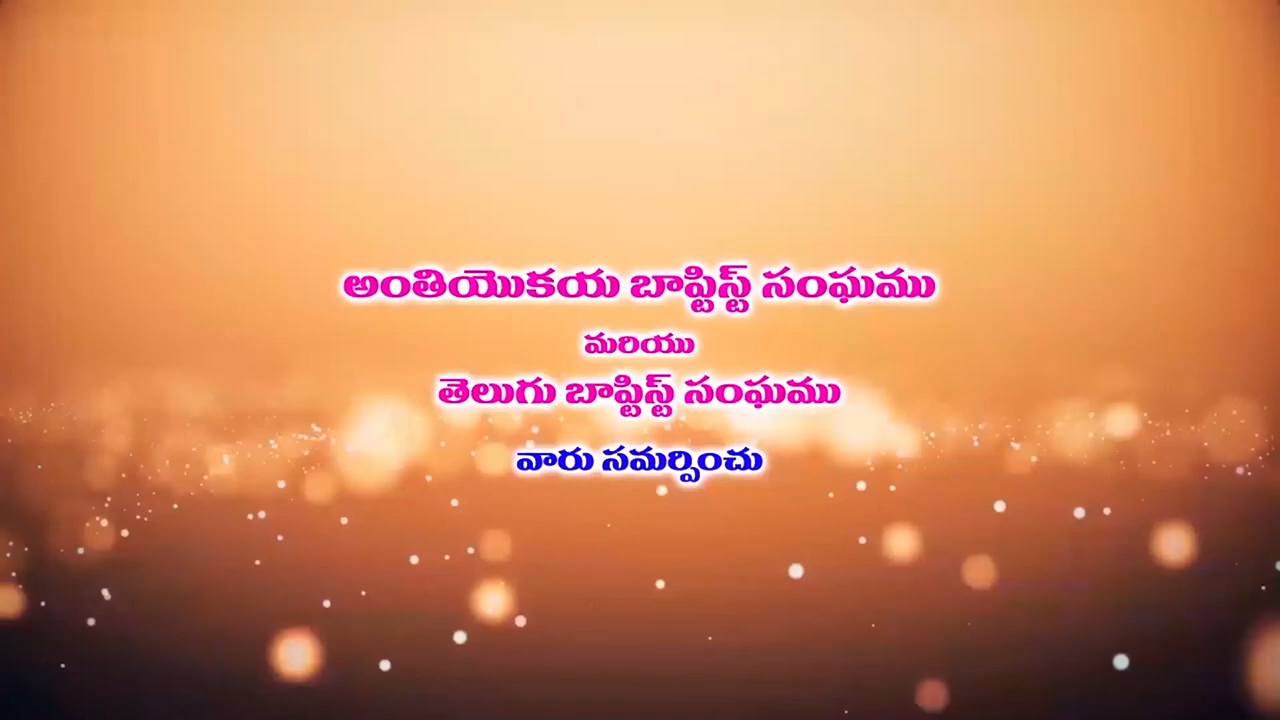 అంతియొకయ బాప్టిస్ట్ సంఘము
మరియు
తెలుగు బాప్టిస్ట్ సంఘము
వారు సమర్పించు